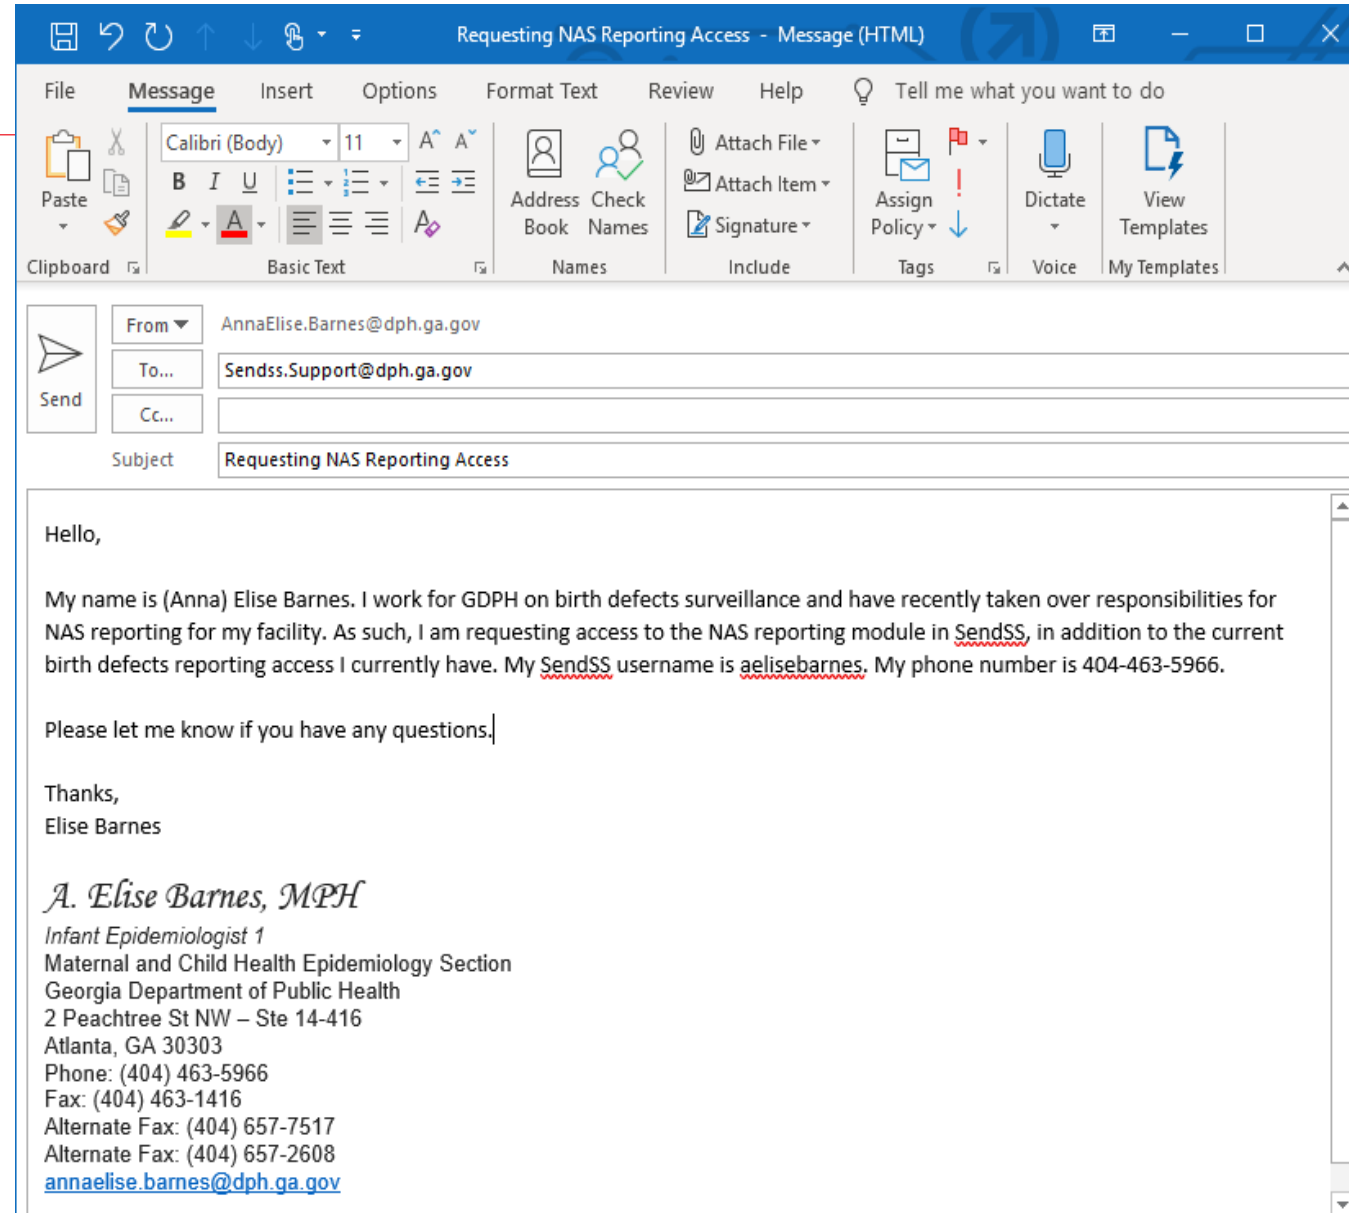 Requesting NAS Reporting Access - Message (HTML)
File Message Insert Options Format Text Review Help Tell me what you want to do
Paste
Clipboard
Calibri (Body) 11 A A
B I U
A
Basic Text
Address Book
Check Names
Names
Attach File
Attach Item
Signature
Include
Assign Policy
Tags
Dictate
Voice
View Templates
My Templates
Send
From AnnaElise.Barnes@dph.ga.gov
To... Sendss.Support@dph.ga.gov
Cc...
Subject Requesting NAS Reporting Access
Hello,
My name is (Anna) Elise Barnes. I work for GDPH on birth defects surveillance and have recently taken over responsibilities for
NAS reporting for my facility. As such, I am requesting access to the NAS reporting module in SendSS, in addition to the current
birth defects reporting access I currently have. My SendSS username is aelisebarnes. My phone number is 404-463-5966.
Please let me know if you have any questions.
Thanks,
Elise Barnes
A. Elise Barnes, MPH
Infant Epidemiologist 1
Maternal and Child Health Epidemiology Section
Georgia Department of Public Health
2 Peachtree St NW – Ste 14-416
Atlanta, GA 30303
Phone: (404) 463-5966
Fax: (404) 463-1416
Alternate Fax: (404) 657-7517
Alternate Fax: (404) 657-2608
annaelise.barnes@dph.ga.gov